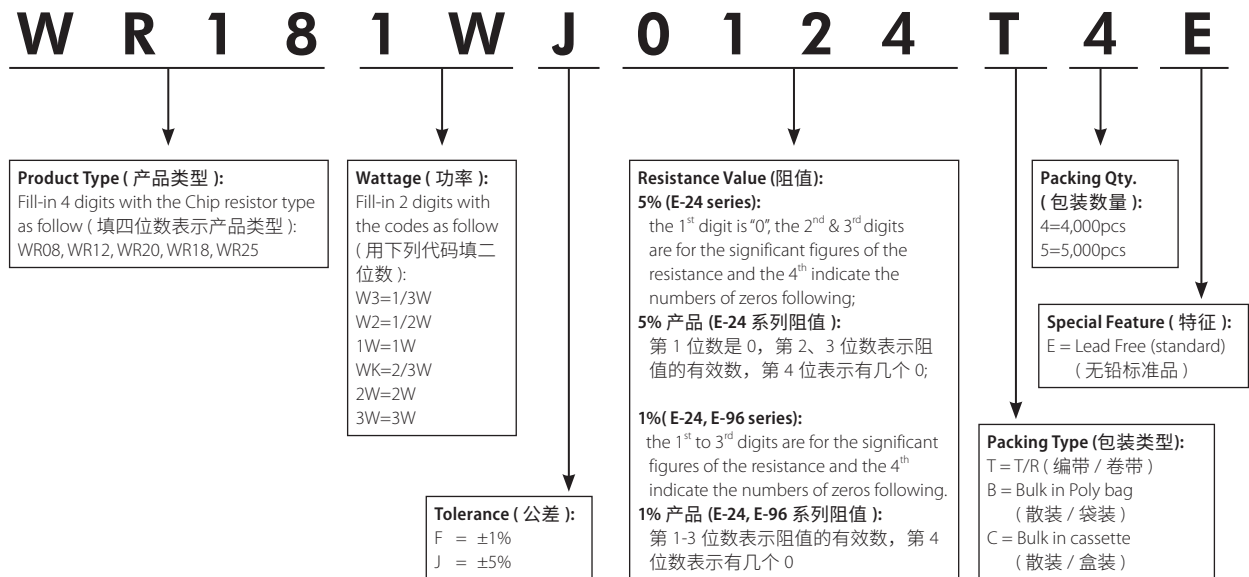 WR181WJ0124T4E
Product Type ( 产品类型 ):
Fill-in 4 digits with the Chip resistor type
as follow ( 填四位数表示产品类型 ):
WR08, WR12, WR20, WR18, WR25
Wattage ( 功率 ):
Fill-in 2 digits with
the codes as follow
( 用下列代码填二
位数 ):
W3=1/3W
W2=1/2W
1W=1W
WK=2/3W
2W=2W
3W=3W
Tolerance ( 公差 ):
F = ±1%
J = ±5%
Resistance Value (阻值):
5% (E-24 series):
the 1st digit is "0", the 2nd & 3rd digits
are for the significant figures of the
resistance and the 4th indicate the
numbers of zeros following;
5% 产品 (E-24 系列阻值 ):
第 1 位数是 0，第 2、3 位数表示阻
值的有效数，第 4 位表示有几个 0;
1%( E-24, E-96 series):
the 1st to 3rd digits are for the significant
figures of the resistance and the 4th
indicate the numbers of zeros following.
1% 产品 (E-24, E-96 系列阻值 ):
第 1-3 位数表示阻值的有效数，第 4
位数表示有几个 0
Packing Qty.
( 包装数量 ):
4=4,000pcs
5=5,000pcs
Special Feature ( 特征 ):
E = Lead Free (standard)
( 无铅标准品 )
Packing Type (包装类型):
T = T/R ( 编带 / 卷带 )
B = Bulk in Poly bag
( 散装 / 袋装 )
C = Bulk in cassette
( 散装 / 盒装 )